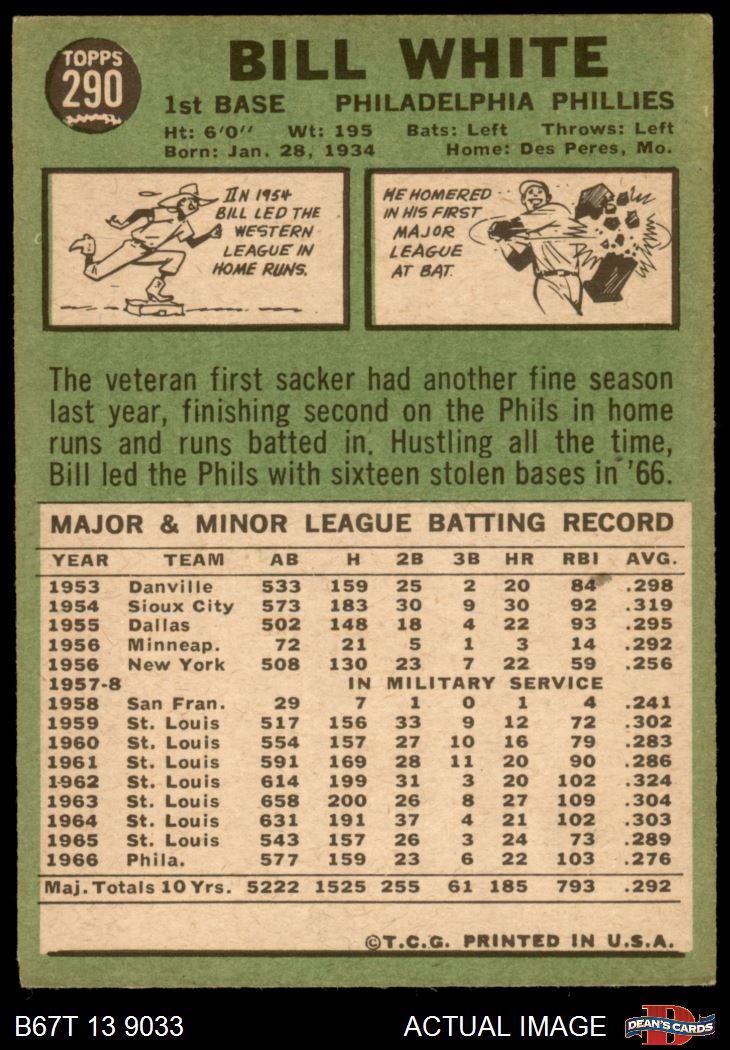 TOPPS
290
BILL WHITE
1st BASE PHILADELPHIA PHILLIES
Ht: 6'0" Wt: 195 Bats: Left Throws: Left
Born: Jan. 28, 1934 Home: Des Peres, Mo.
IN 1954
BILL LED THE
WESTERN
LEAGUE IN
HOME RUNS.
HE HOMERED
IN HIS FIRST
MAJOR
LEAGUE
AT BAT.
The veteran first sacker had another fine season
last year, finishing second on the Phils in home
runs and runs batted in. Hustling all the time,
Bill led the Phils with sixteen stolen bases in '66.
MAJOR & MINOR LEAGUE BATTING RECORD
YEAR TEAM AB H 2B 3B HR RBI AVG.
1953 Danville 533 159 25 2 20 84 .298
1954 Sioux City 573 183 30 9 30 92 .319
1955 Dallas 502 148 18 4 22 93 .295
1956 Minneap. 72 21 5 1 3 14 .292
1956 New York 508 130 23 7 22 59 .256
1957-8 IN MILITARY SERVICE
1958 San Fran. 29 7 1 0 1 4 .241
1959 St. Louis 517 156 33 9 12 72 .302
1960 St. Louis 554 157 27 10 16 79 .283
1961 St. Louis 591 169 28 11 20 90 .286
1962 St. Louis 614 199 31 3 20 102 .324
1963 St. Louis 658 200 26 8 27 109 .304
1964 St. Louis 631 191 37 4 21 102 .303
1965 St. Louis 543 157 26 3 24 73 .289
1966 Phila. 577 159 23 6 22 103 .276
Maj. Totals 10 Yrs. 5222 1525 255 61 185 793 .292
©T.C.G. PRINTED IN U.S.A.
B67T 13 9033 ACTUAL IMAGE
D
DEAN'S CARDS